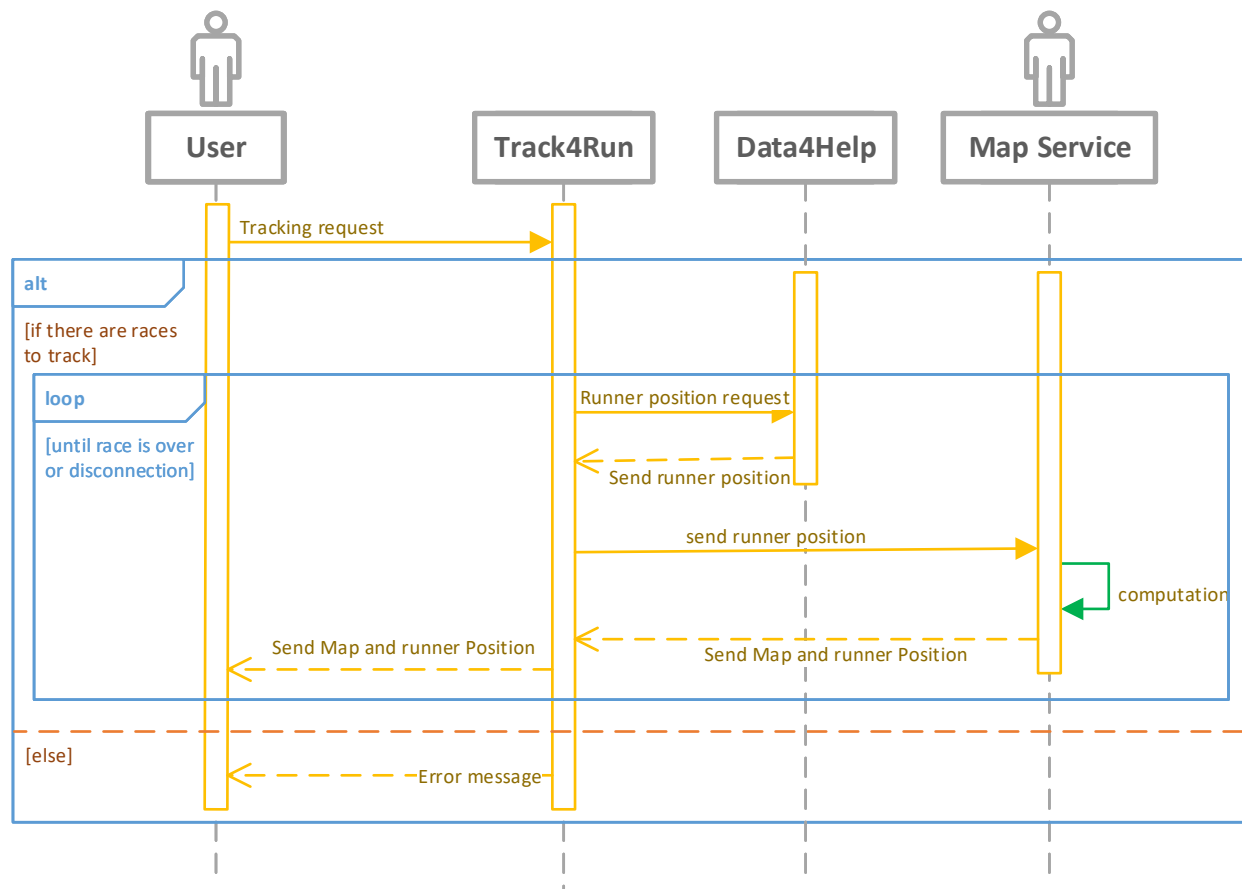 User
Track4Run
Data4Help
Map Service
Tracking request
alt
[if there are races
to track]
loop
Runner position request
[until race is over
or disconnection]
Send runner position
send runner position
computation
Send Map and runner Position
Send Map and runner Position
[else]
Error message